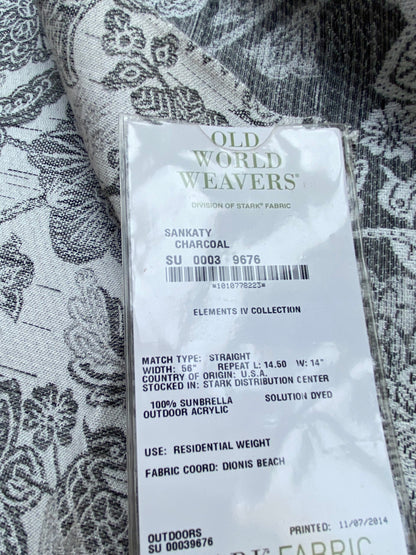 OLD
WORLD
WEAVERS®
DIVISION OF STARK® FABRIC
SANKATY
CHARCOAL
SU 0003 9676
*1010778223*
ELEMENTS IV COLLECTION
MATCH TYPE: STRAIGHT
WIDTH: 56" REPEAT L: 14.50 W: 14"
COUNTRY OF ORIGIN: U.S.A.
STOCKED IN: STARK DISTRIBUTION CENTER
100% SUNBRELLA SOLUTION DYED
OUTDOOR ACRYLIC
USE: RESIDENTIAL WEIGHT
FABRIC COORD: DIONIS BEACH
OUTDOORS PRINTED: 11/07/2014
SU 00039676
FABRIC